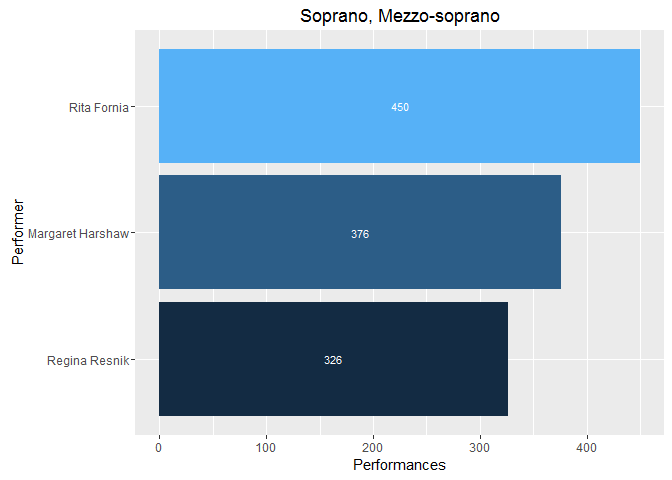 Soprano, Mezzo-soprano
Performer
Rita Fornia
450
Margaret Harshaw
376
Regina Resnik
326
0 100 200 300 400
Performances